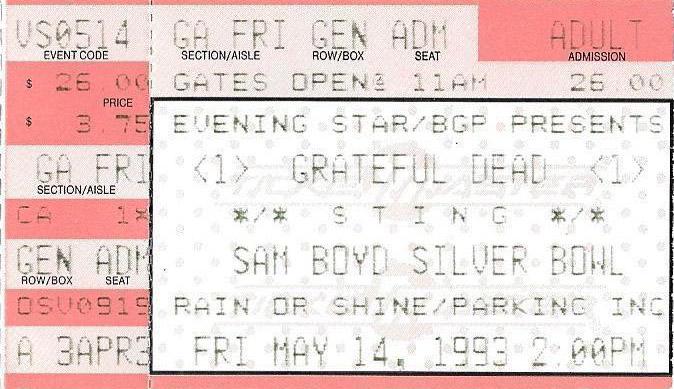 VS0514 GA FRI GEN ADM ADULT
EVENT CODE SECTION/AISLE ROW/BOX SEAT ADMISSION
$ 26.00 GATES OPEN@ 11AM 26.00
PRICE
$ 3.75 EVENING STAR/BGP PRESENTS
GA FRI <1> GRATEFUL DEAD <1>
SECTION/AISLE
CA 1* */* S T I N G */*
GEN ADM SAM BOYD SILVER BOWL
ROW/BOX SEAT
OSV0919 RAIN OR SHINE/PARKING INC
A 3APR3 FRI MAY 14, 1993 2:00PM